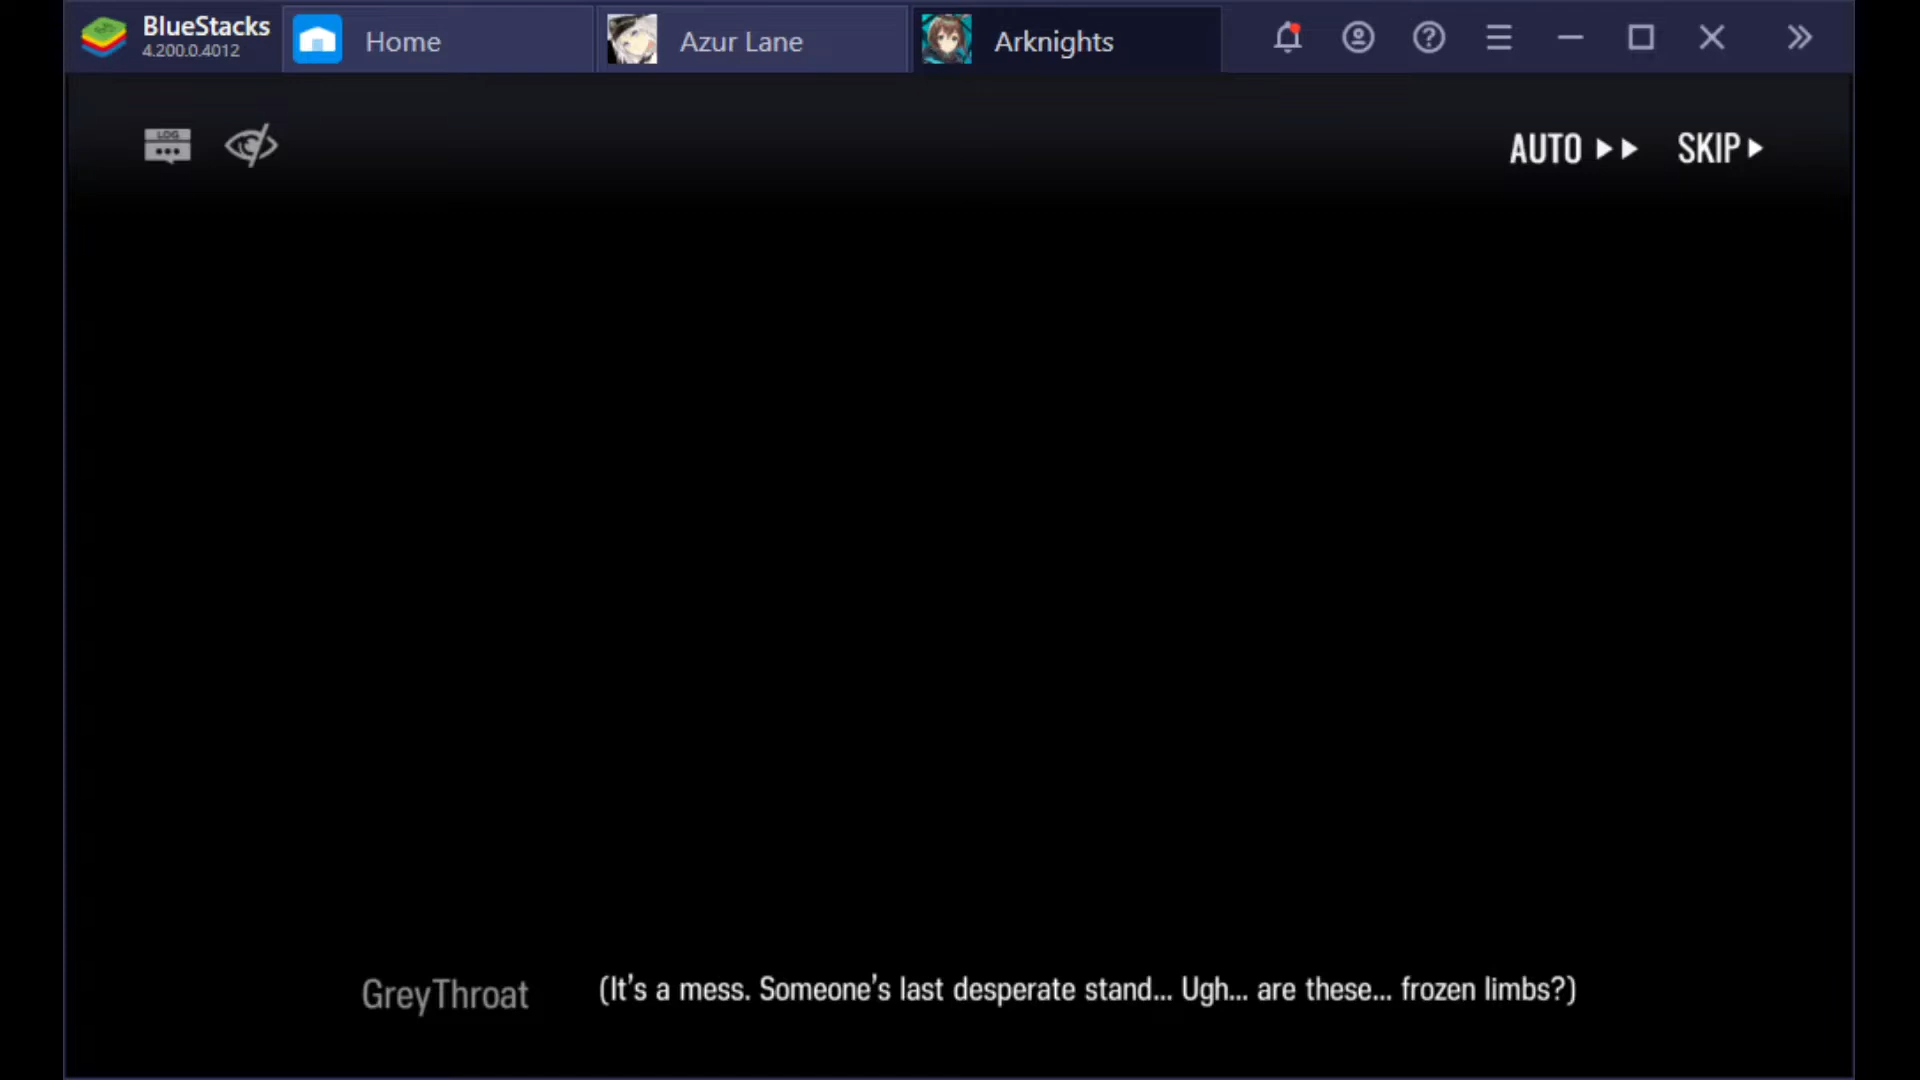 BlueStacks
4.200.0.4012
Home
Azur Lane
Arknights
LOG
AUTO
SKIP
GreyThroat
(It's a mess. Someone's last desperate stand... Ugh... are these... frozen limbs?)